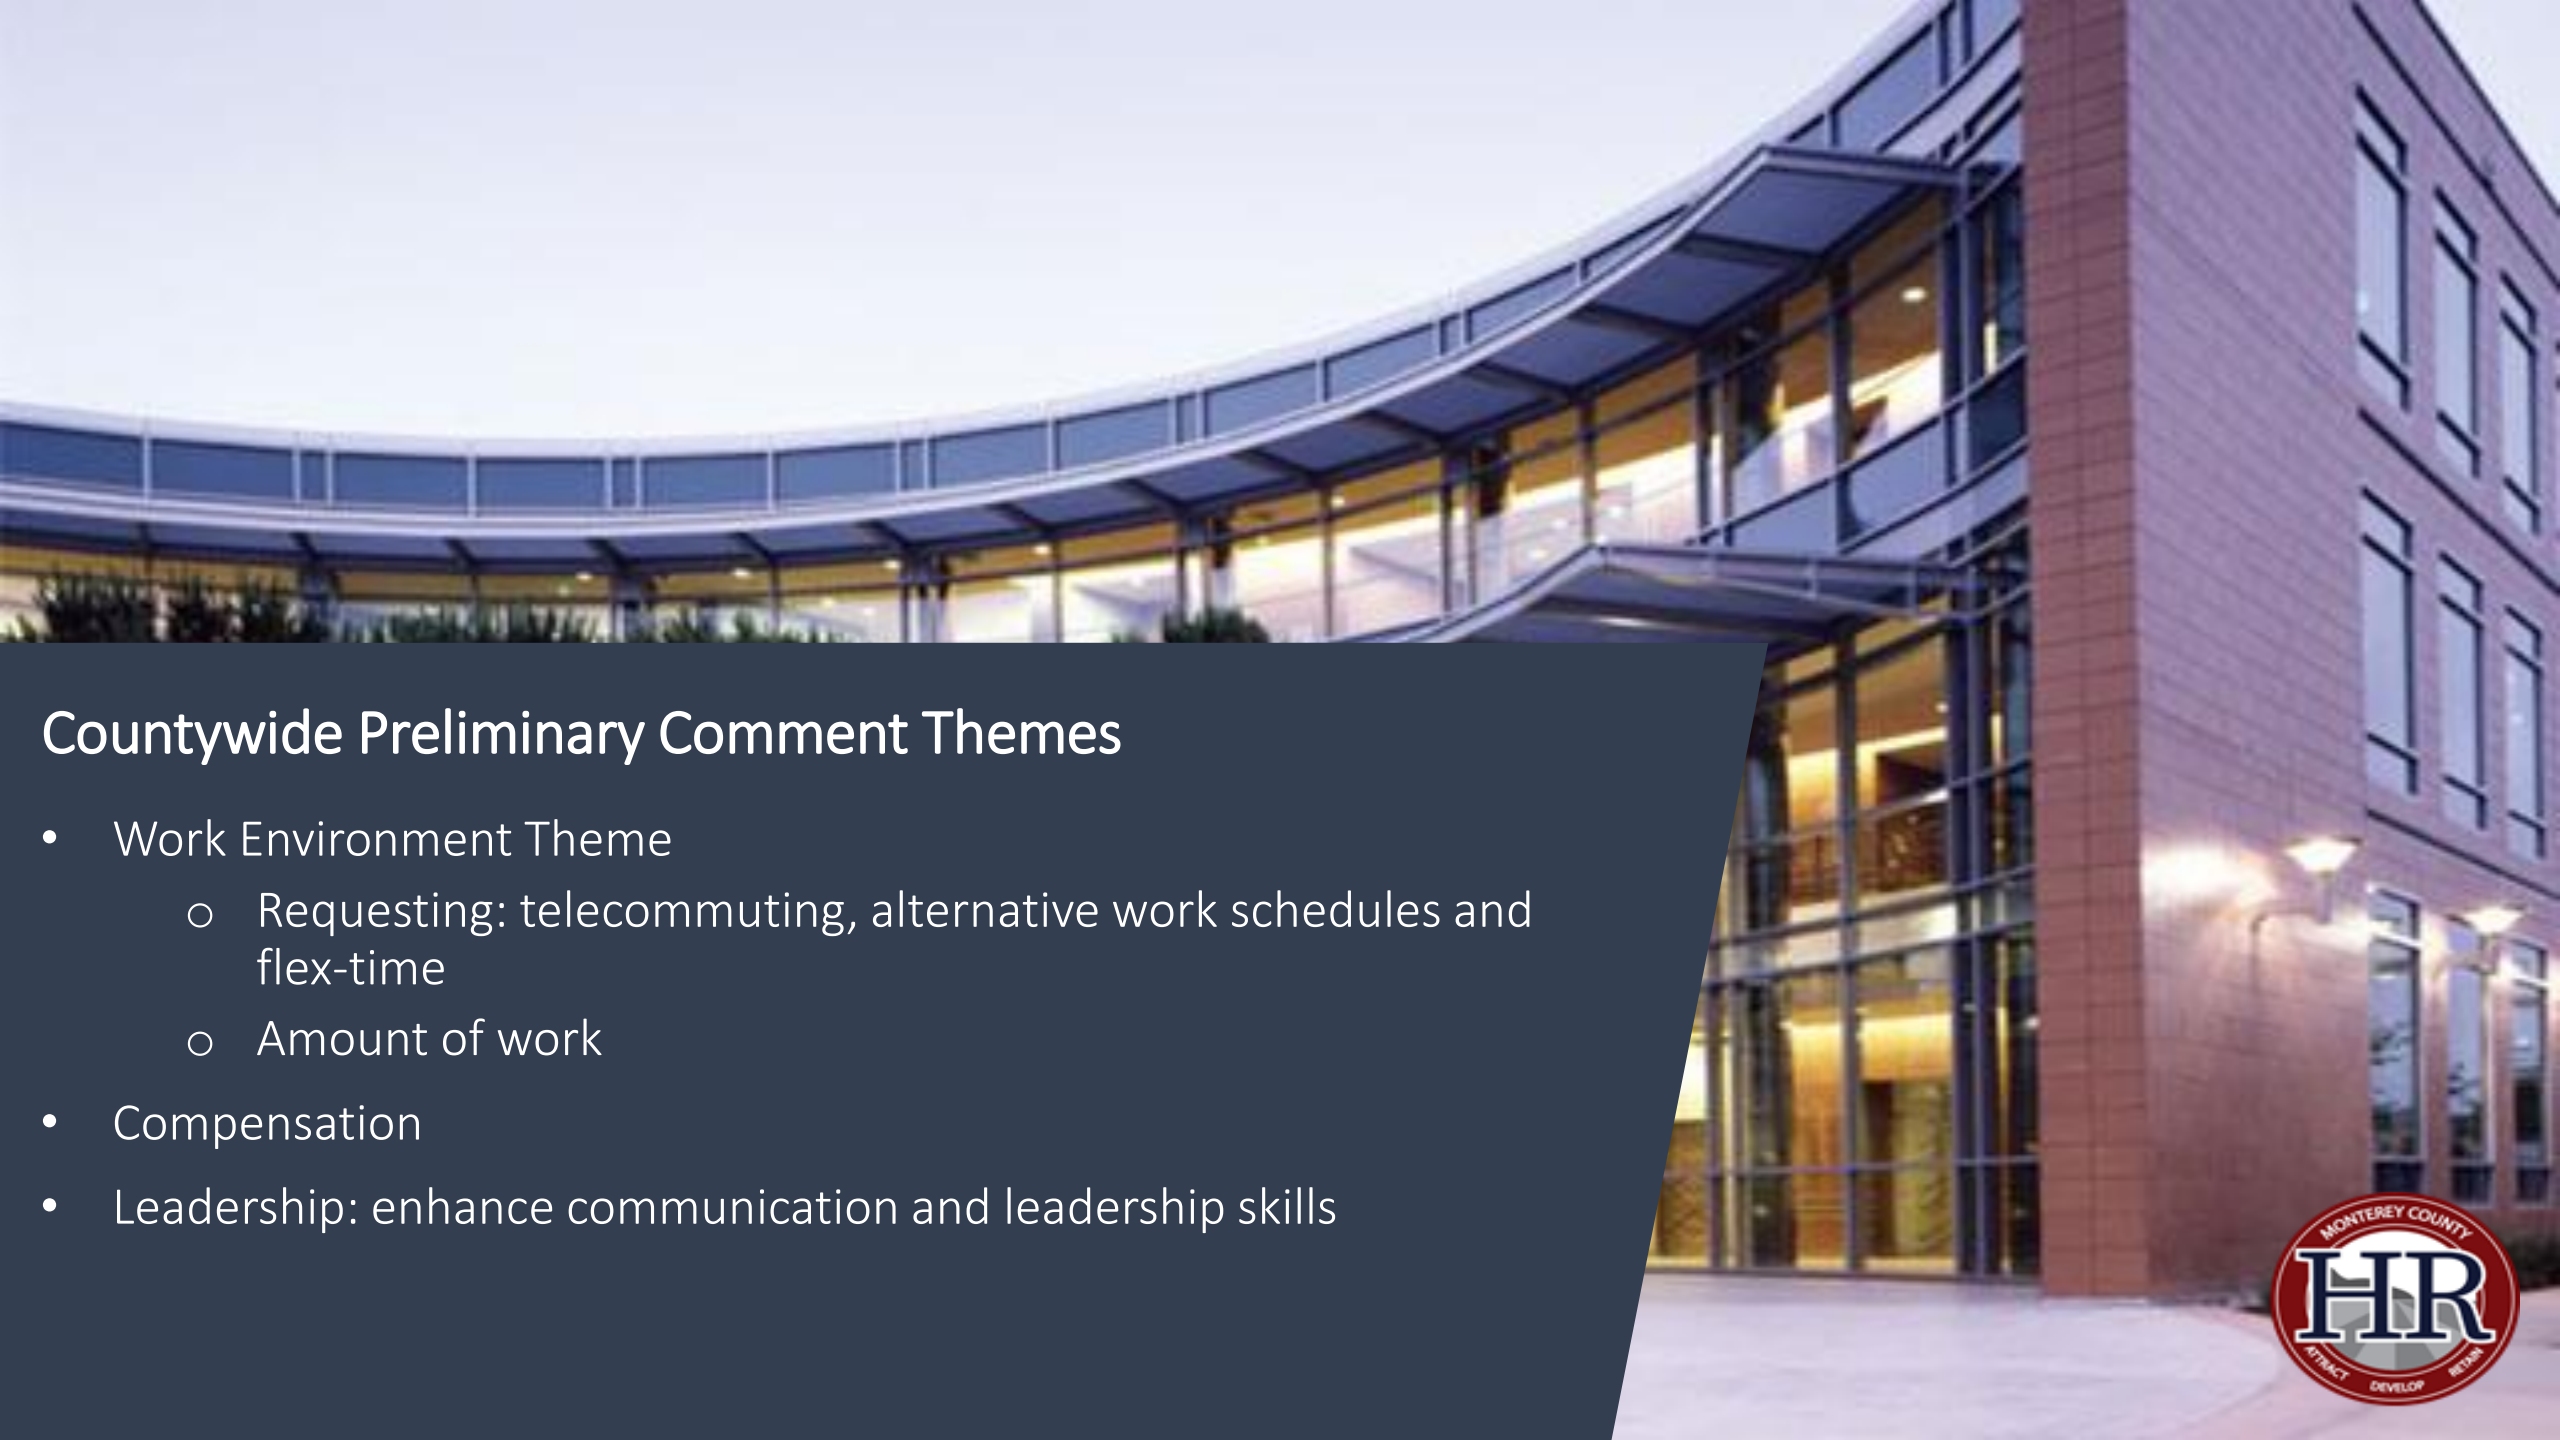 Countywide Preliminary Comment Themes
• Work Environment Theme
o Requesting: telecommuting, alternative work schedules and
flex-time
o Amount of work
• Compensation
• Leadership: enhance communication and leadership skills
MONTEREY COUNTY
HR
ATTRACT DEVELOP RETAIN